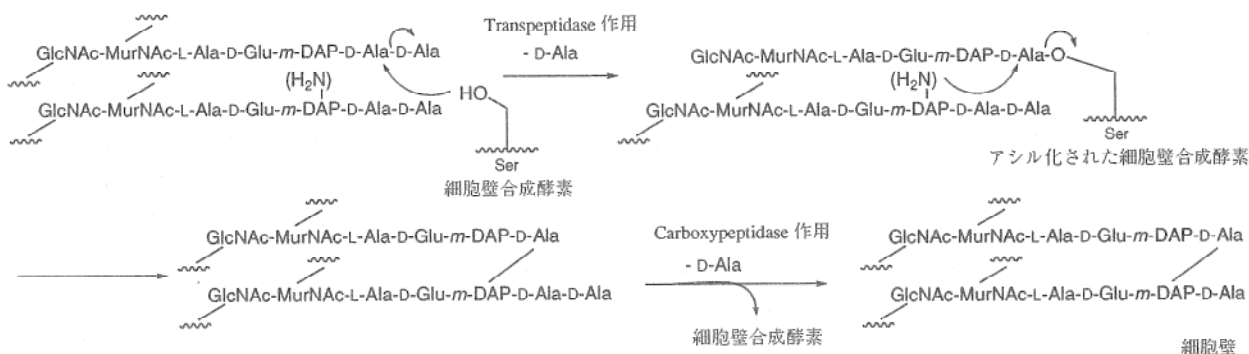 Transpeptidase 作用
GlcNAc-MurNAc-L-Ala-D-Glu-m-DAP-D-Ala-D-Ala
- D-Ala
GlcNAc-MurNAc-L-Ala-D-Glu-m-DAP-D-Ala-O
(H2N)
HO
(H2N)
GlcNAc-MurNAc-L-Ala-D-Glu-m-DAP-D-Ala-D-Ala
GlcNAc-MurNAc-L-Ala-D-Glu-m-DAP-D-Ala-D-Ala
Ser
細胞壁合成酵素
Ser
アシル化された細胞壁合成酵素
GlcNAc-MurNAc-L-Ala-D-Glu-m-DAP-D-Ala
Carboxypeptidase 作用
GlcNAc-MurNAc-L-Ala-D-Glu-m-DAP-D-Ala
- D-Ala
GlcNAc-MurNAc-L-Ala-D-Glu-m-DAP-D-Ala-D-Ala
GlcNAc-MurNAc-L-Ala-D-Glu-m-DAP-D-Ala
細胞壁合成酵素
細胞壁